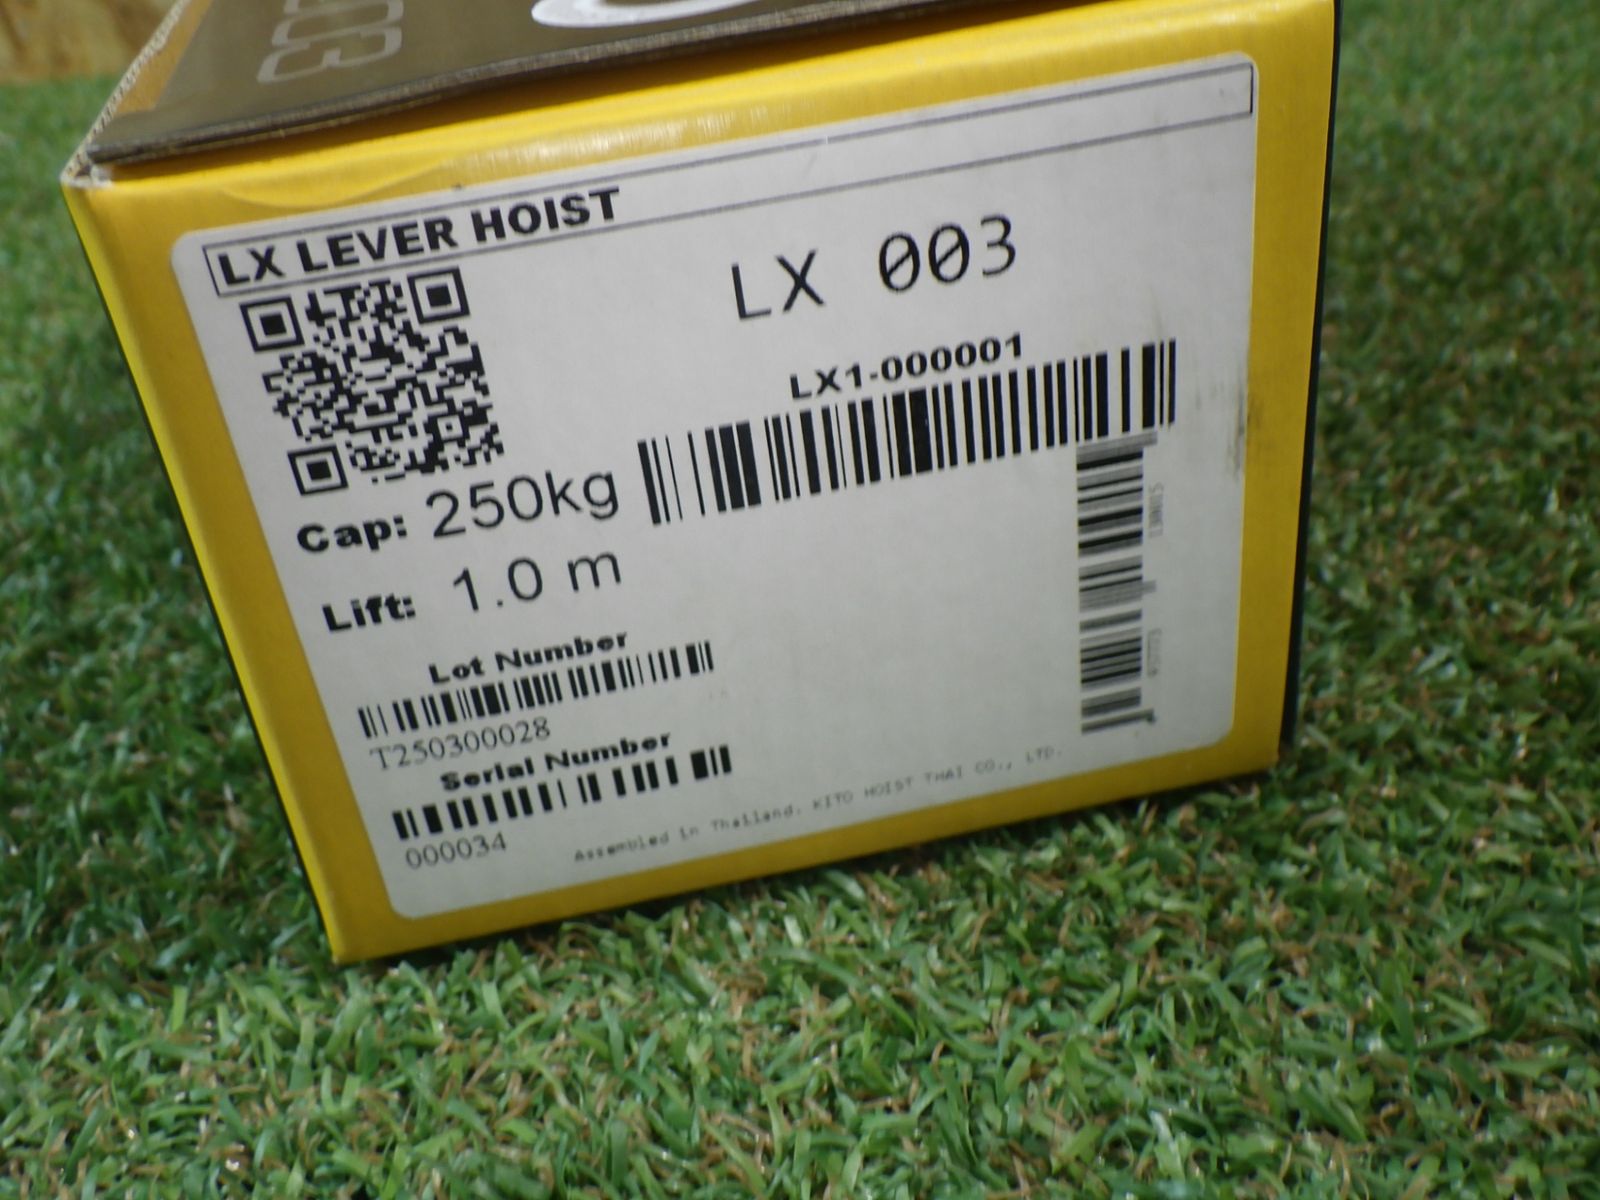 LX LEVER HOIST
LX 003
LX1-000001
Cap: 250kg
Lift: 1.0 m
Lot Number
T250300028
Serial Number
000034
Assembled in Thailand. KITO HOIST THAI CO., LTD.